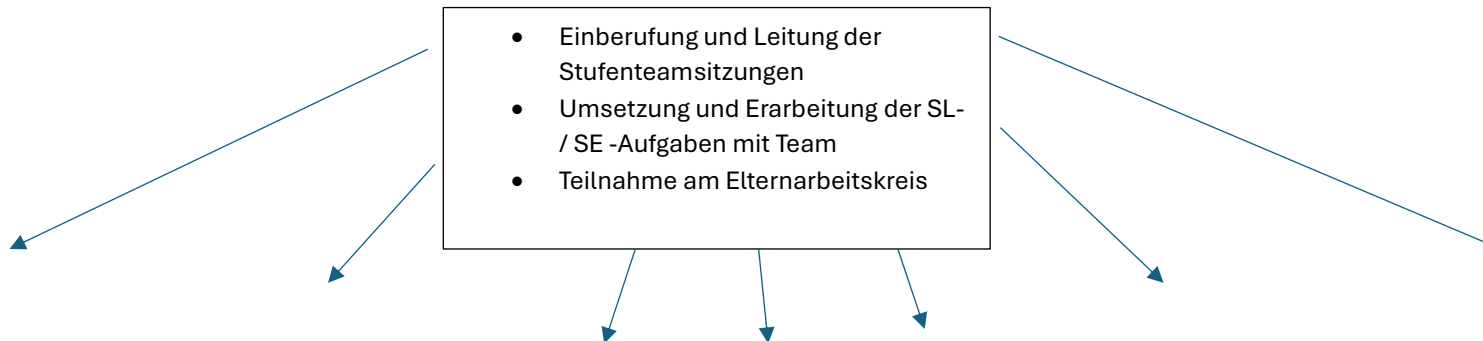 • Einberufung und Leitung der
Stufenteamsitzungen
• Umsetzung und Erarbeitung der SL-
/ SE -Aufgaben mit Team
• Teilnahme am Elternarbeitskreis